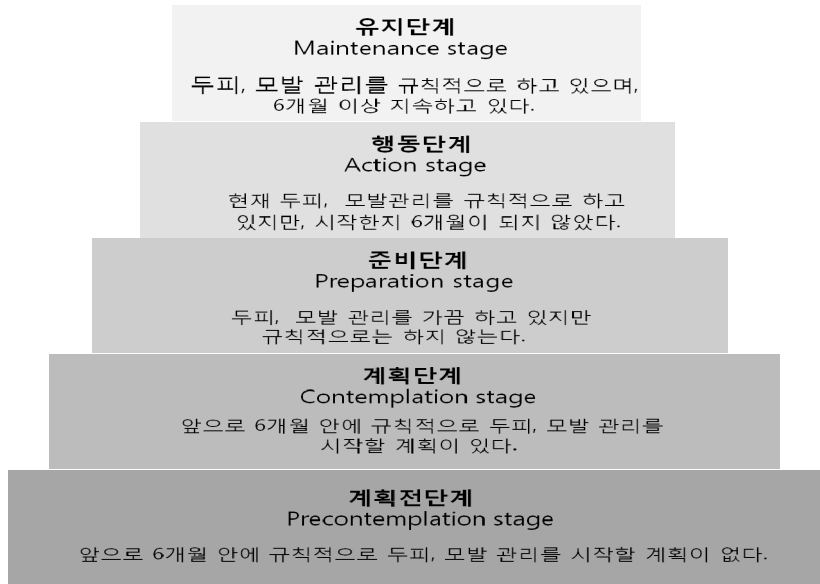 유지단계
Maintenance stage
두피, 모발 관리를 규칙적으로 하고 있으며,
6개월 이상 지속하고 있다.
행동단계
Action stage
현재 두피, 모발관리를 규칙적으로 하고
있지만, 시작한지 6개월이 되지 않았다.
준비단계
Preparation stage
두피, 모발 관리를 가끔 하고 있지만
규칙적으로는 하지 않는다.
계획단계
Contemplation stage
앞으로 6개월 안에 규칙적으로 두피, 모발 관리를
시작할 계획이 있다.
계획전단계
Precontemplation stage
앞으로 6개월 안에 규칙적으로 두피, 모발 관리를 시작할 계획이 없다.